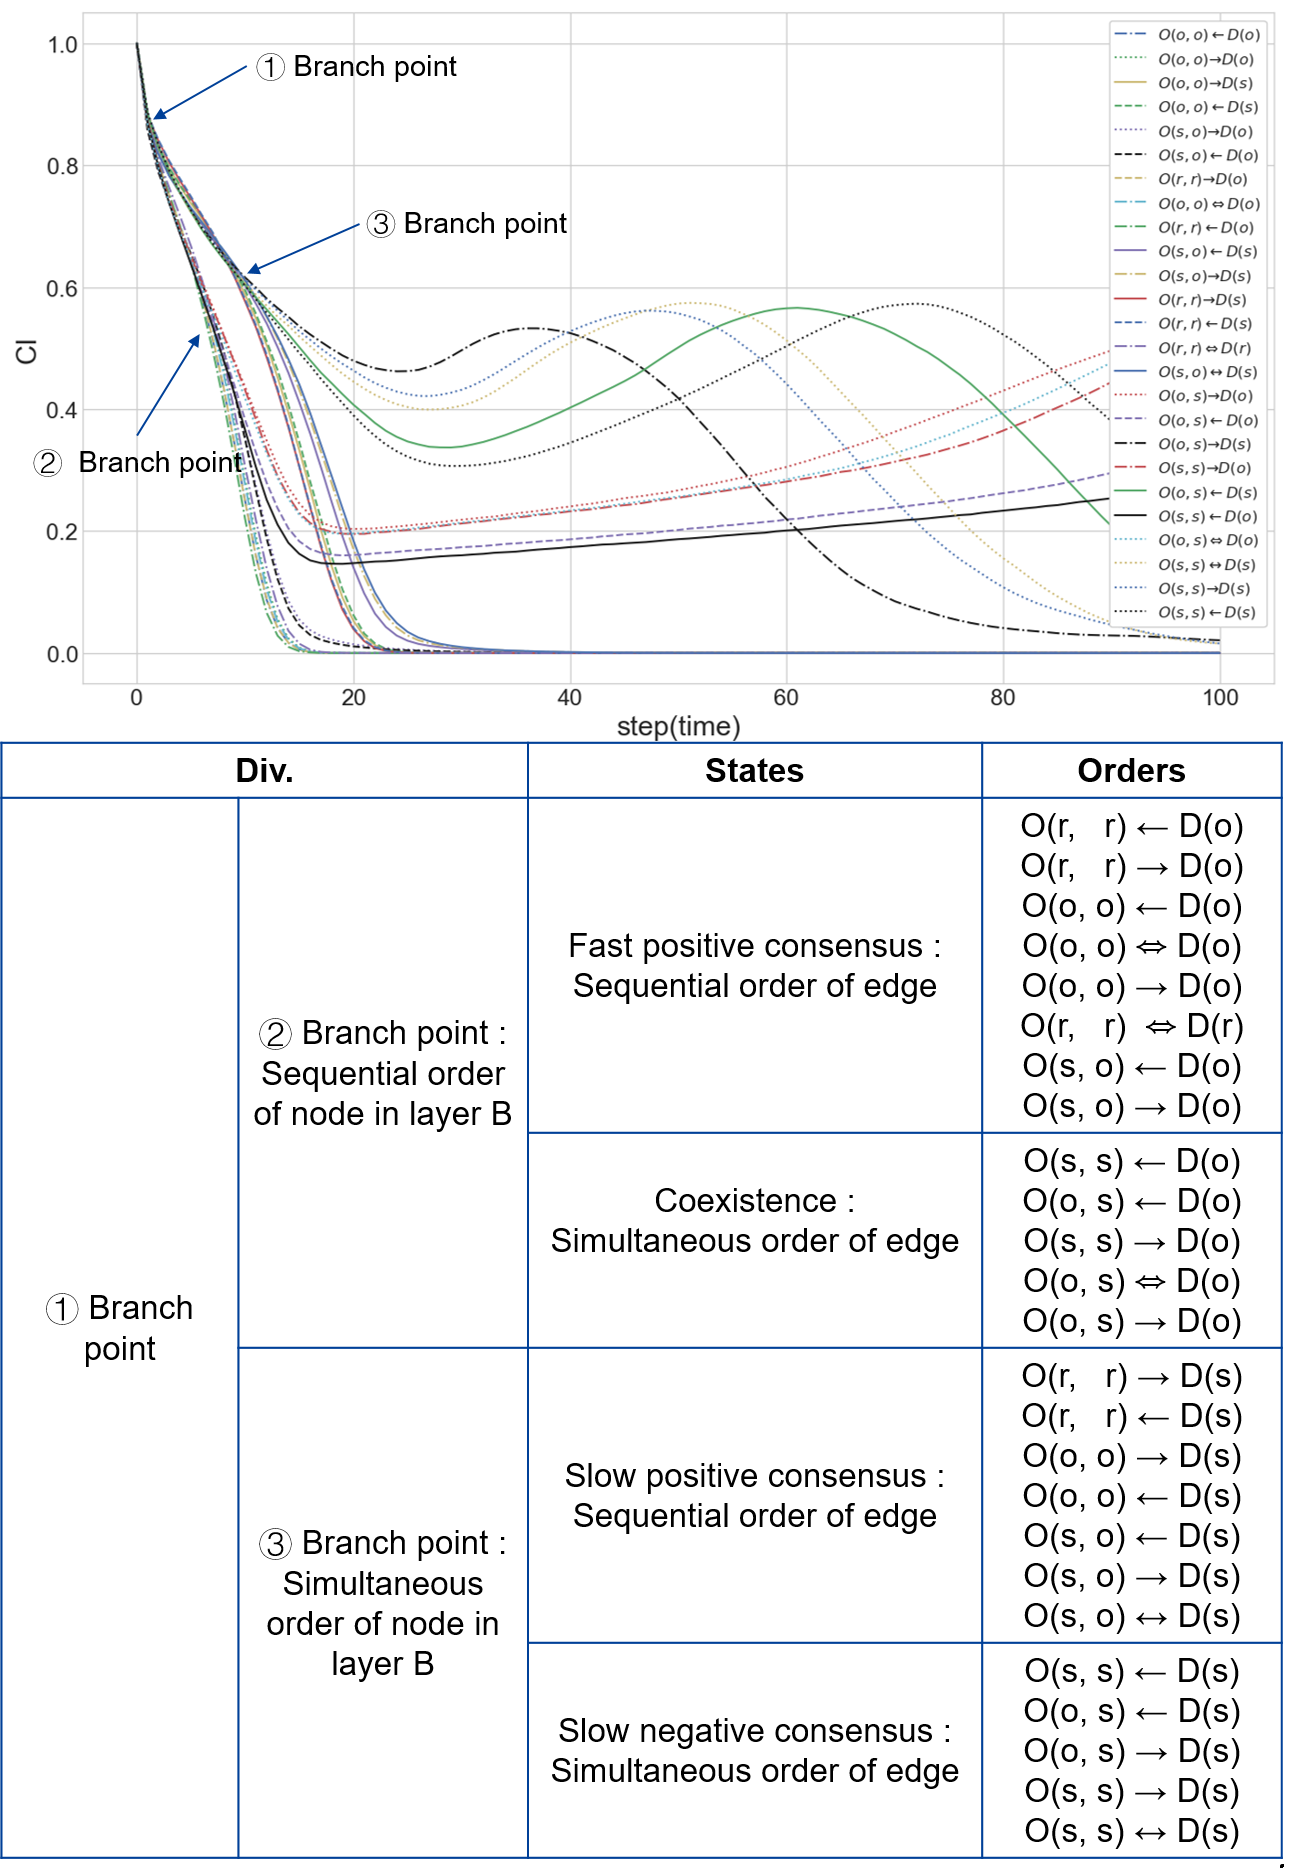 ① Branch point
③ Branch point
② Branch point
CI
1.0
0.8
0.6
0.4
0.2
0.0
0
20
40
60
80
100
step(time)
O(o, o)←D(o)
O(o, o)→D(o)
O(o, o)→D(s)
O(o, o)←D(s)
O(s, o)→D(o)
O(s, o)←D(o)
O(r, r)→D(o)
O(o, o)⇔D(o)
O(r, r)←D(o)
O(s, o)←D(s)
O(s, o)→D(s)
O(r, r)→D(s)
O(r, r)←D(s)
O(r, r)⇔D(r)
O(s, o)↔D(s)
O(o, s)→D(o)
O(o, s)←D(o)
O(o, s)→D(s)
O(s, s)→D(o)
O(o, s)←D(s)
O(s, s)←D(o)
O(o, s)⇔D(o)
O(s, s)↔D(s)
O(s, s)→D(s)
O(s, s)←D(s)
Div.
States
Orders
① Branch
point
② Branch point :
Sequential order
of node in layer B
Fast positive consensus :
Sequential order of edge
O(r, r) ← D(o)
O(r, r) → D(o)
O(o, o) ← D(o)
O(o, o) ⇔ D(o)
O(o, o) → D(o)
O(r, r) ⇔ D(r)
O(s, o) ← D(o)
O(s, o) → D(o)
Coexistence :
Simultaneous order of edge
O(s, s) ← D(o)
O(o, s) ← D(o)
O(s, s) → D(o)
O(o, s) ⇔ D(o)
O(o, s) → D(o)
③ Branch point :
Simultaneous
order of node in
layer B
Slow positive consensus :
Sequential order of edge
O(r, r) → D(s)
O(r, r) ← D(s)
O(o, o) → D(s)
O(o, o) ← D(s)
O(s, o) ← D(s)
O(s, o) → D(s)
O(s, o) ↔ D(s)
Slow negative consensus :
Simultaneous order of edge
O(s, s) ← D(s)
O(o, s) ← D(s)
O(o, s) → D(s)
O(s, s) → D(s)
O(s, s) ↔ D(s)